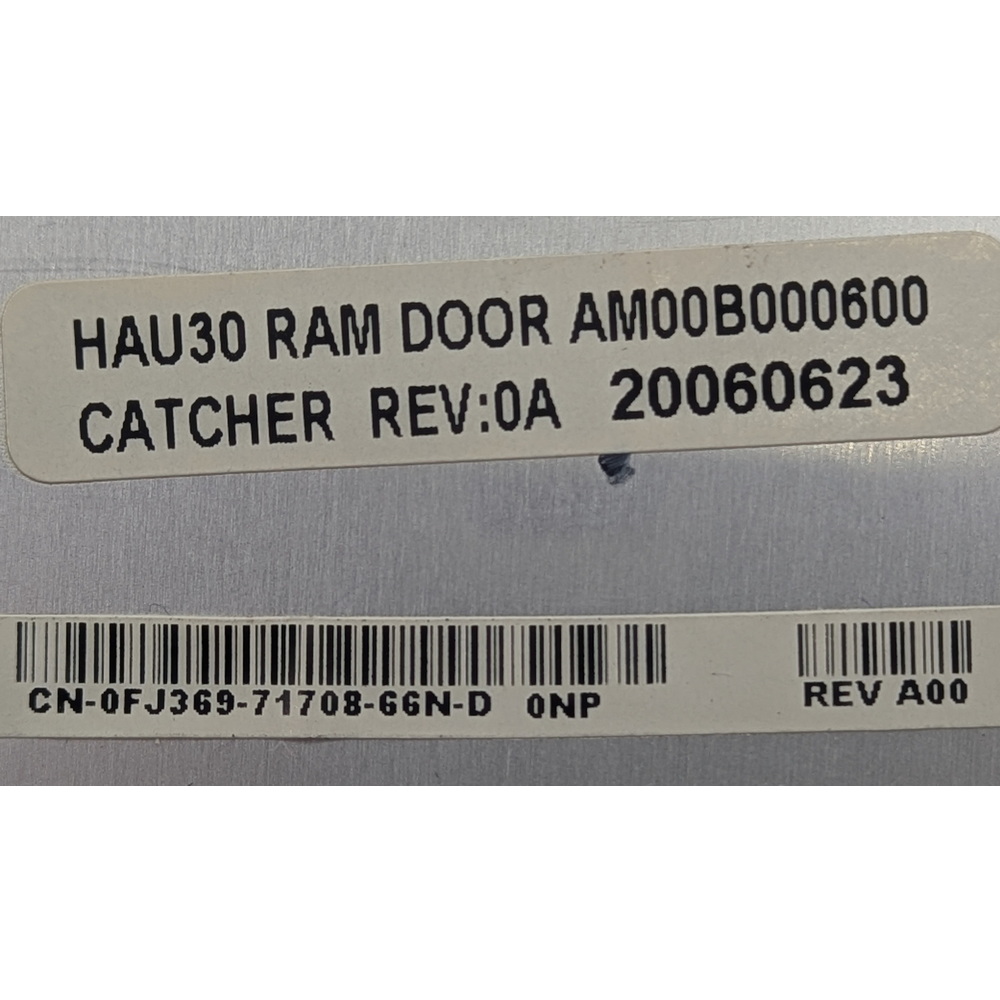 HAU30 RAM DOOR AM00B000600
CATCHER REV:0A 20060623
CN-0FJ369-71708-66N-D 0NP
REV A00